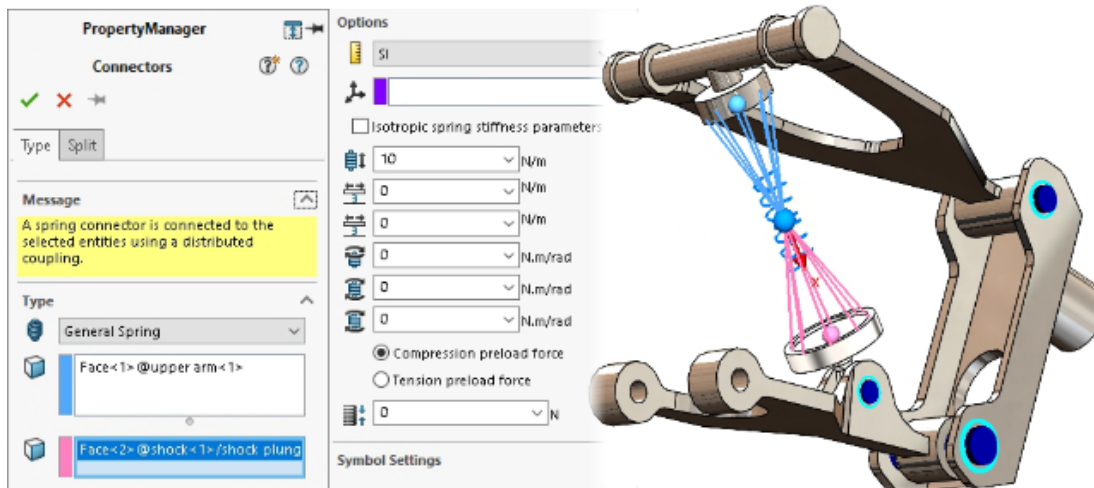 PropertyManager
Connectors
Type
Split
Message
A spring connector is connected to the
selected entities using a distributed
coupling.
Type
General Spring
Face<1>@upper arm<1>
Face<2>@shock<1>/shock plung
Options
SI
Isotropic spring stiffness parameters
10 N/m
0 N/m
0 N/m
0 N.m/rad
0 N.m/rad
0 N.m/rad
Compression preload force
Tension preload force
0 N
Symbol Settings
X